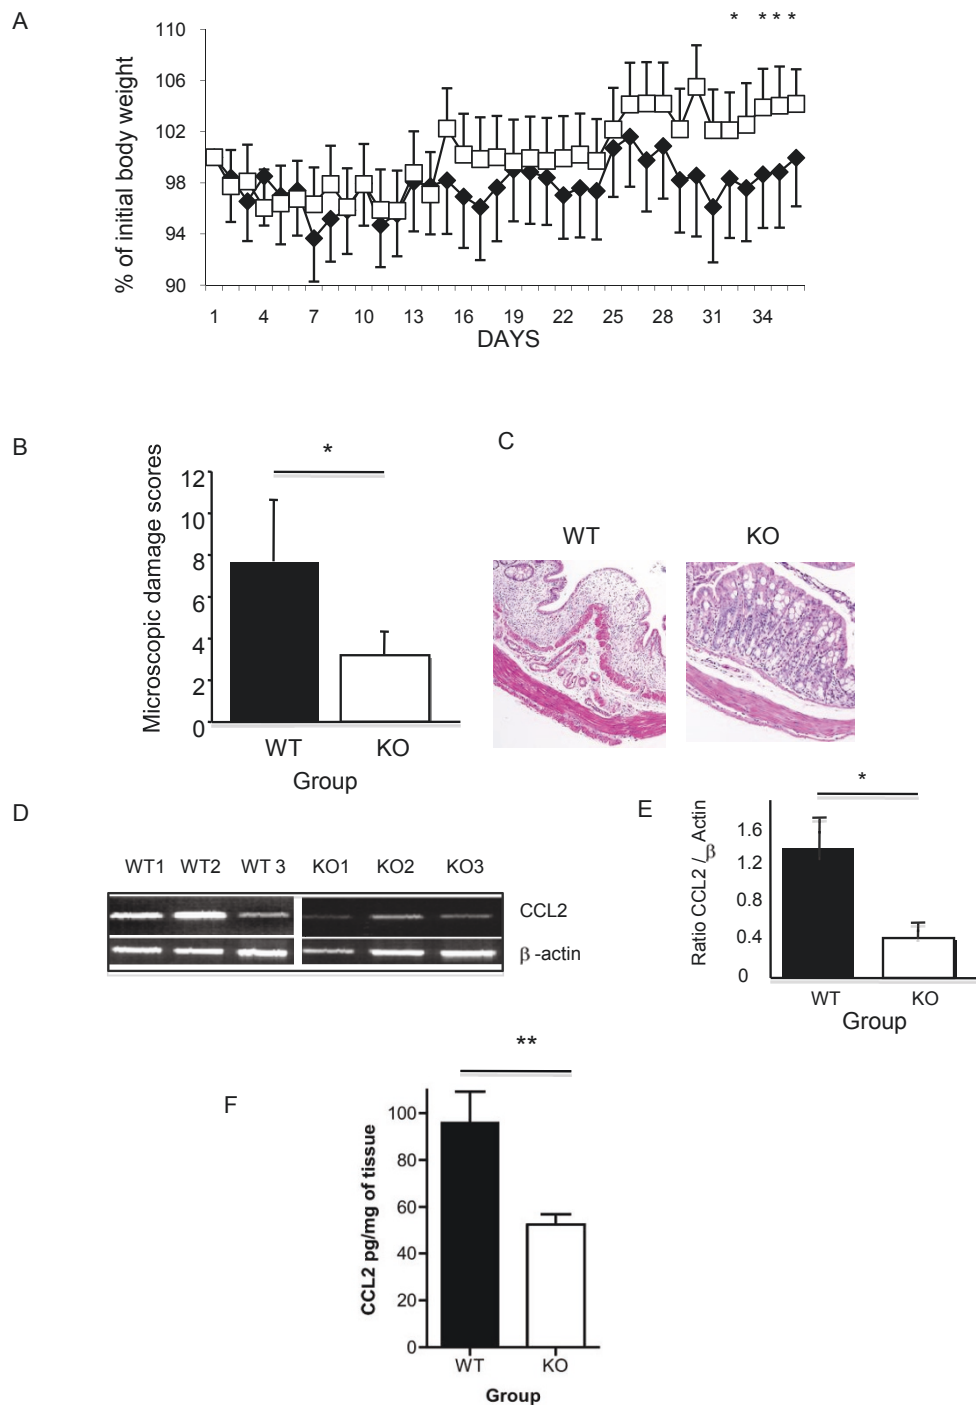 A
* * * *
110
106
102
98
94
90
% of initial body weight
1 4 7 10 13 16 19 22 25 28 31 34
DAYS
B
*
12
10
8
6
4
2
0
Microscopic damage scores
WT KO
Group
C
WT KO
D
WT1 WT2 WT 3 KO1 KO2 KO3
CCL2
β -actin
E
*
1.6
1.2
0.8
0.4
0
Ratio CCL2 /_Actin
β
WT KO
Group
F
**
100
80
60
40
20
0
CCL2 pg/mg of tissue
WT KO
Group